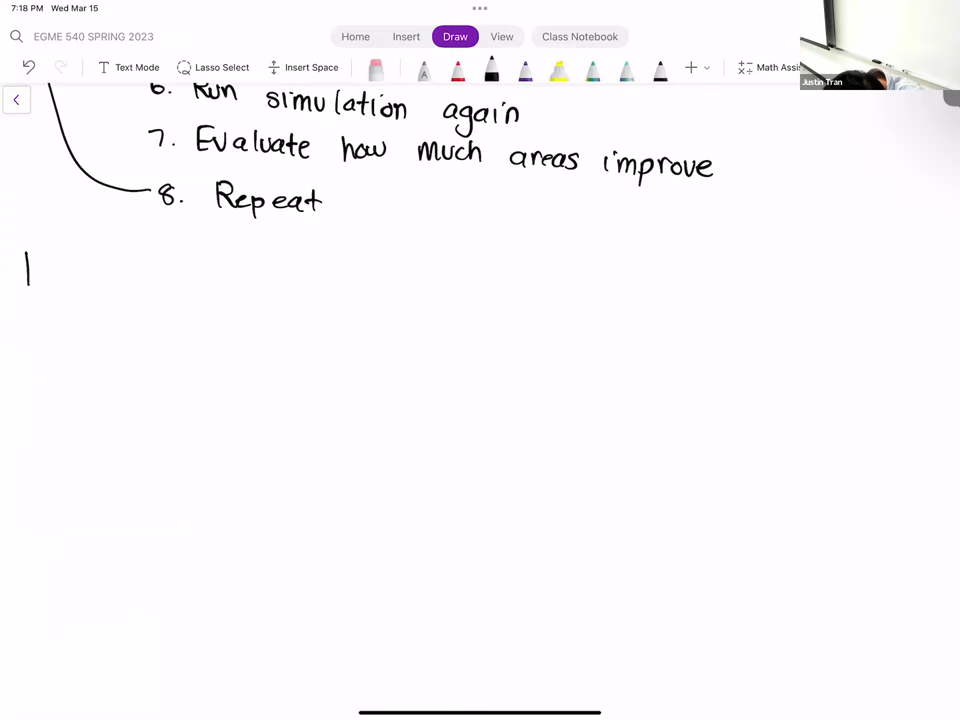 7:18 PM Wed Mar 15
EGME 540 SPRING 2023
Home Insert Draw View Class Notebook
Text Mode Lasso Select Insert Space A Math Assis
Justin Tran
6. Run simulation again
7. Evaluate how much areas improve
8. Repeat